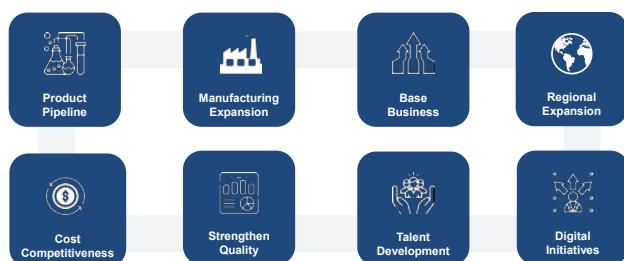 Product
Pipeline
Manufacturing
Expansion
Base
Business
Regional
Expansion
Cost
Competitiveness
Strengthen
Quality
Talent
Development
Digital
Initiatives